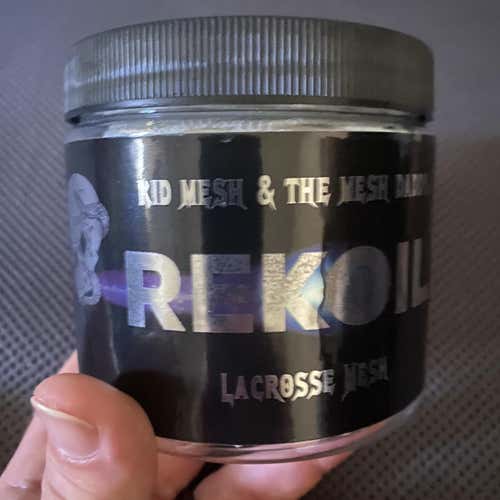 KID MESH & THE MESH
REKOIL
LACROSSE MESH